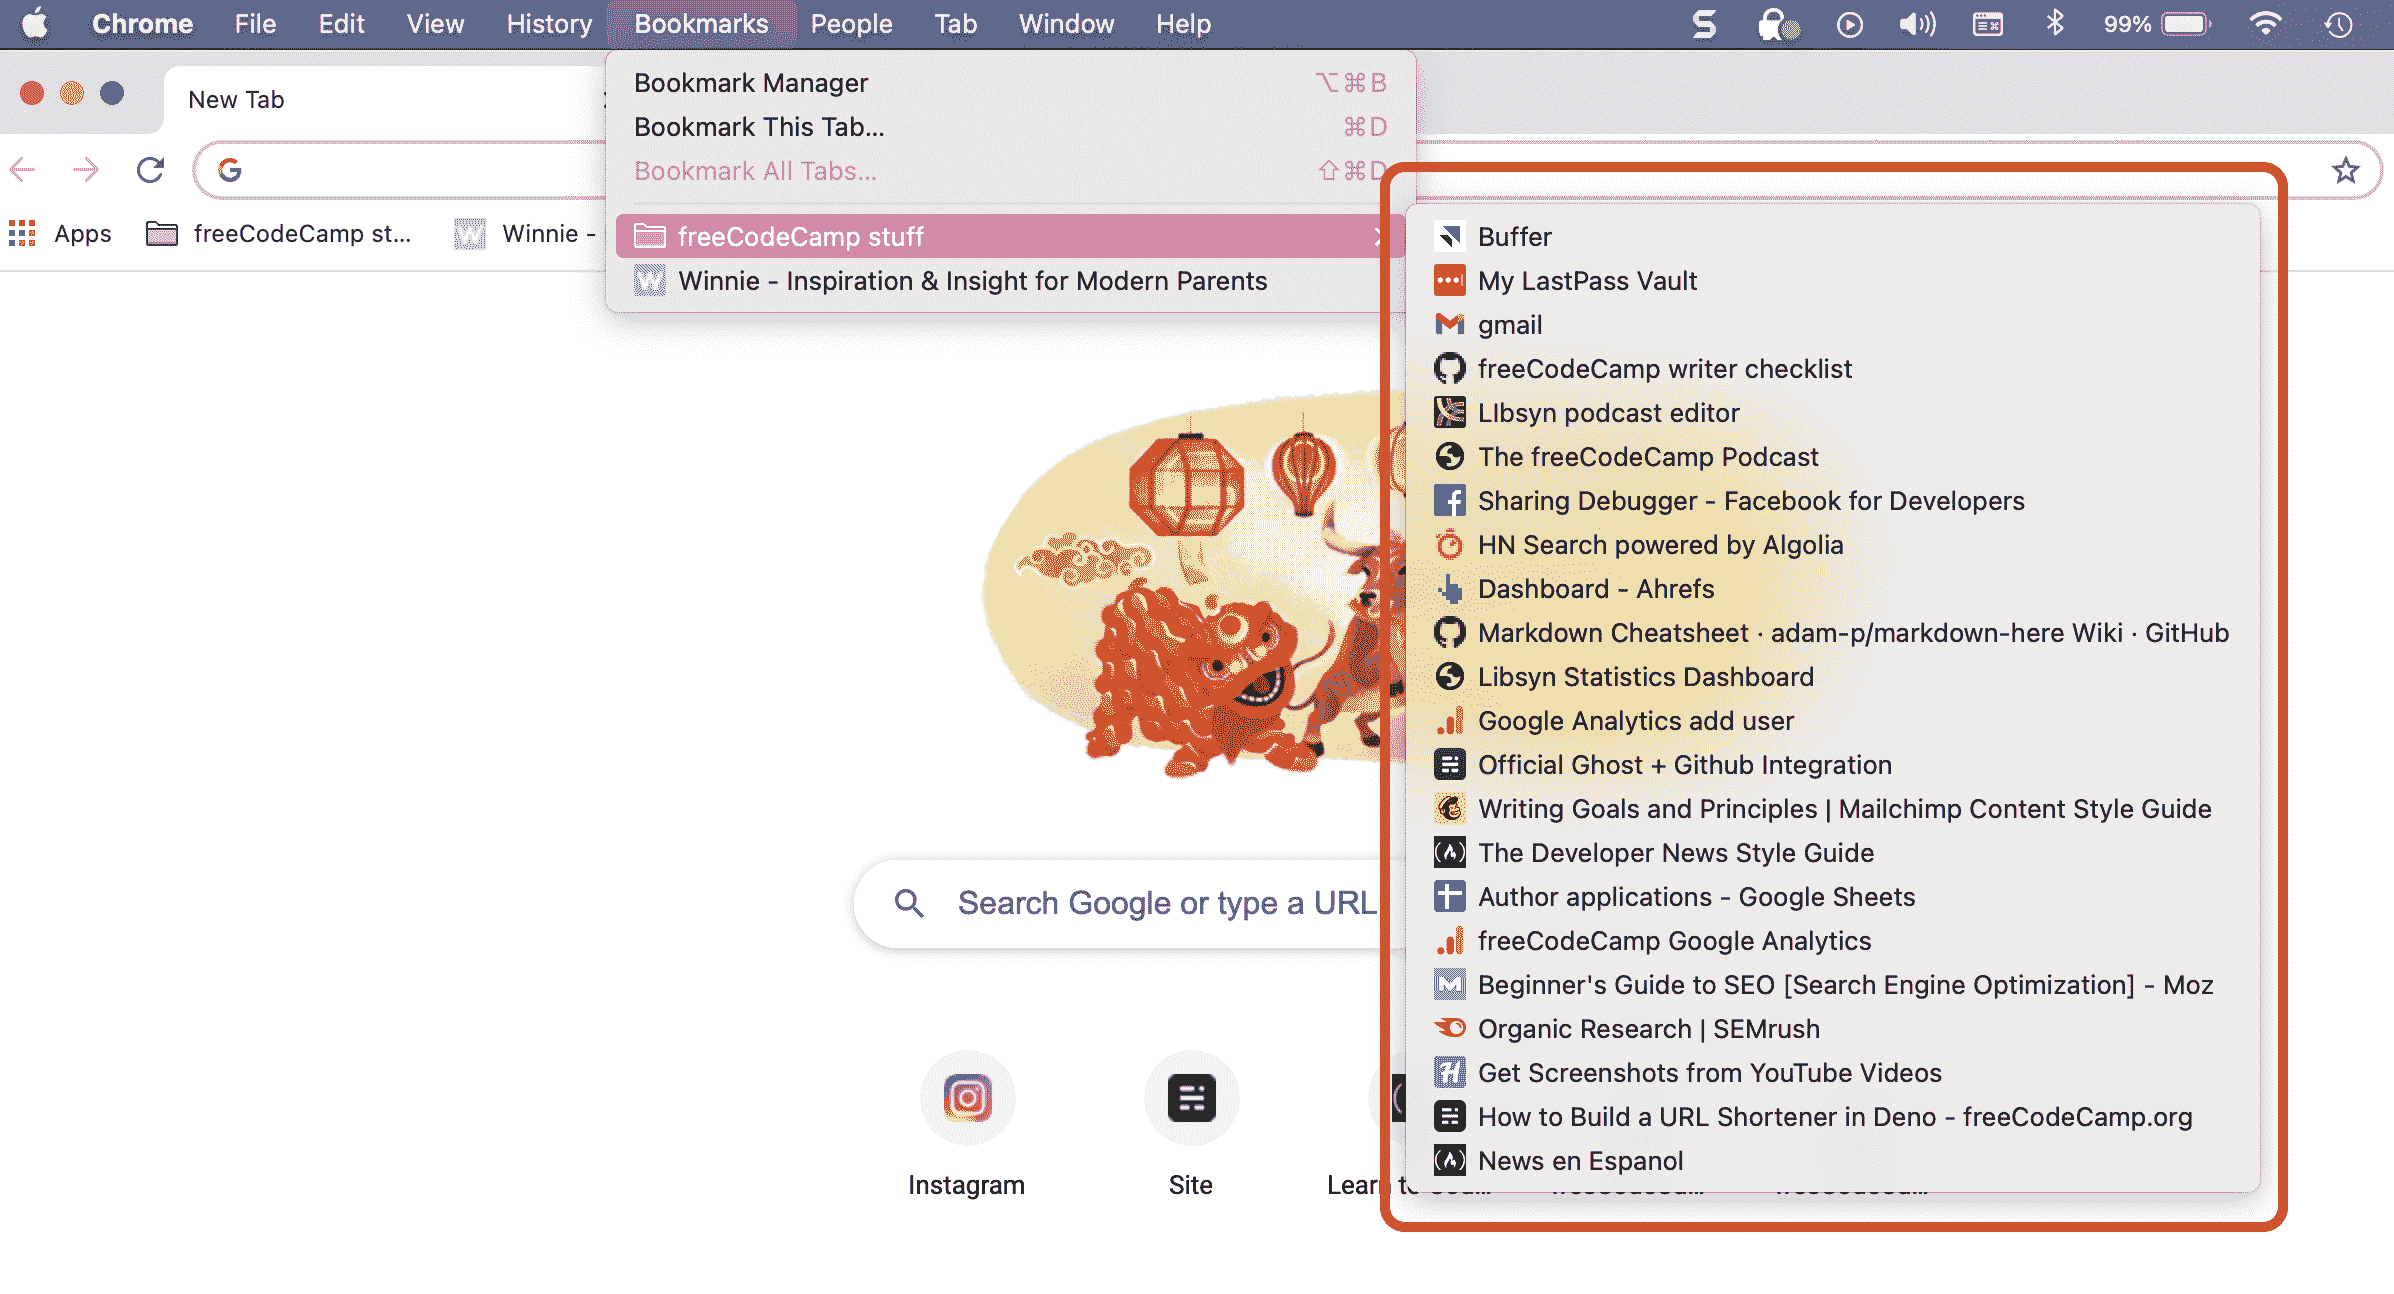 Chrome File Edit View History Bookmarks People Tab Window Help 99%
New Tab
Bookmark Manager ⌥⌘B
Bookmark This Tab... ⌘D
Bookmark All Tabs... ⇧⌘D
Apps freeCodeCamp st... Winnie -
freeCodeCamp stuff
Winnie - Inspiration & Insight for Modern Parents
Buffer
My LastPass Vault
gmail
freeCodeCamp writer checklist
LIbsyn podcast editor
The freeCodeCamp Podcast
Sharing Debugger - Facebook for Developers
HN Search powered by Algolia
Dashboard - Ahrefs
Markdown Cheatsheet · adam-p/markdown-here Wiki · GitHub
Libsyn Statistics Dashboard
Google Analytics add user
Official Ghost + Github Integration
Writing Goals and Principles | Mailchimp Content Style Guide
The Developer News Style Guide
Author applications - Google Sheets
freeCodeCamp Google Analytics
Beginner's Guide to SEO [Search Engine Optimization] - Moz
Organic Research | SEMrush
Get Screenshots from YouTube Videos
How to Build a URL Shortener in Deno - freeCodeCamp.org
News en Espanol
Search Google or type a URL
Instagram Site Learn